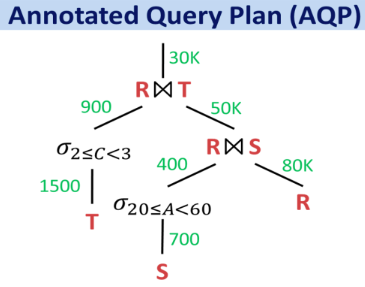 Annotated Query Plan (AQP)
30K
R⋈T
900
50K
σ2≤C<3
R⋈S
1500
400
80K
T
σ20≤A<60
R
700
S